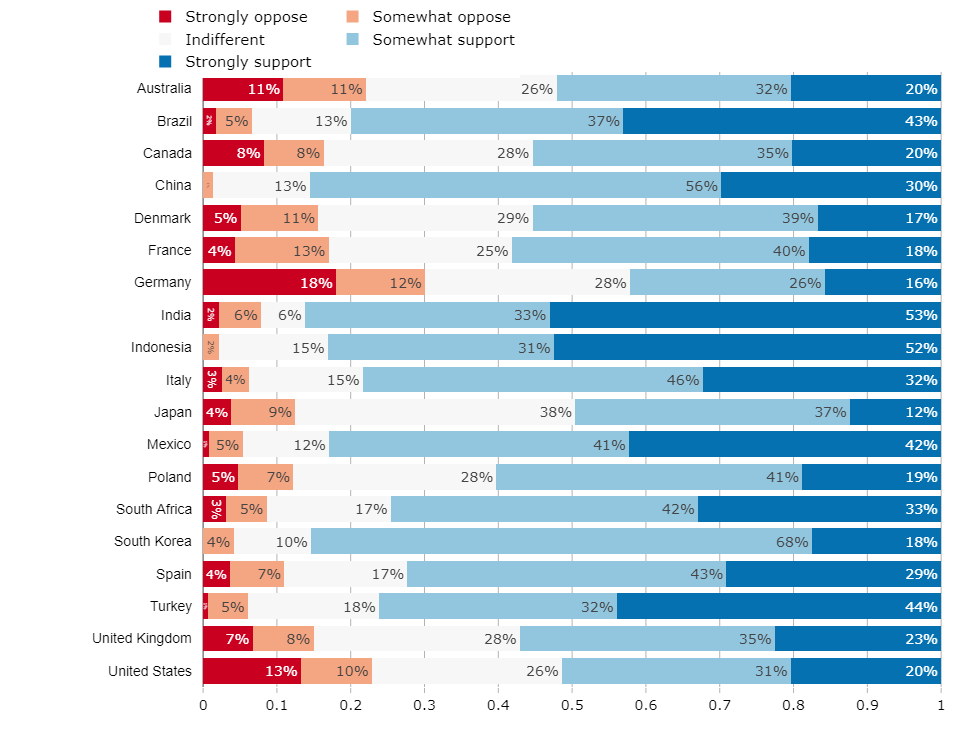 Strongly oppose Somewhat oppose
Indifferent Somewhat support
Strongly support
Australia 11% 11% 26% 32% 20%
Brazil 2% 5% 13% 37% 43%
Canada 8% 8% 28% 35% 20%
China 13% 56% 30%
Denmark 5% 11% 29% 39% 17%
France 4% 13% 25% 40% 18%
Germany 18% 12% 28% 26% 16%
India 2% 6% 6% 33% 53%
Indonesia 2% 15% 31% 52%
Italy 3% 4% 15% 46% 32%
Japan 4% 9% 38% 37% 12%
Mexico 5% 12% 41% 42%
Poland 5% 7% 28% 41% 19%
South Africa 3% 5% 17% 42% 33%
South Korea 4% 10% 68% 18%
Spain 4% 7% 17% 43% 29%
Turkey 5% 18% 32% 44%
United Kingdom 7% 8% 28% 35% 23%
United States 13% 10% 26% 31% 20%
0 0.1 0.2 0.3 0.4 0.5 0.6 0.7 0.8 0.9 1